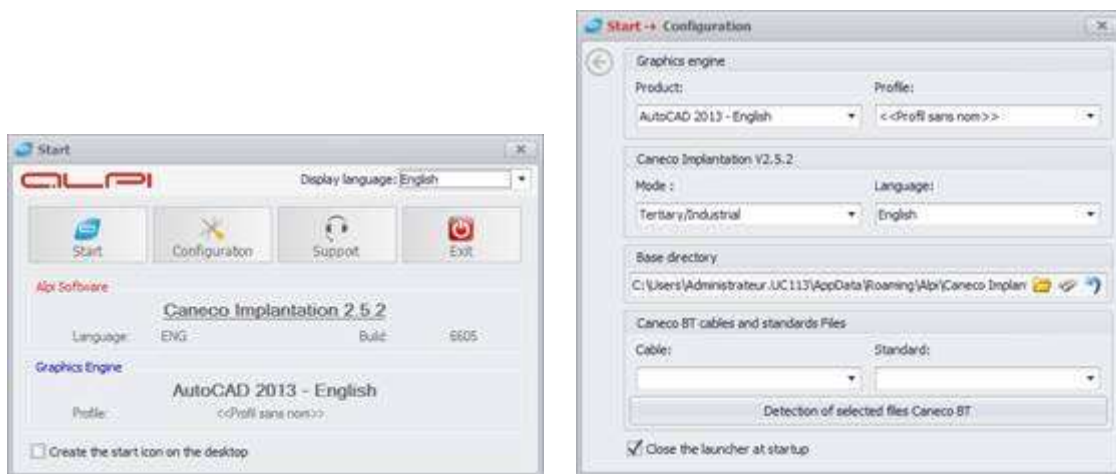 Start
ALPI
Display language: English
Start
Configuration
Support
Exit
Alpi Software
Caneco Implantation 2.5.2
Language: ENG Build: 6605
Graphics Engine
AutoCAD 2013 - English
Profile: <<Profil sans nom>>
Create the start icon on the desktop
Start → Configuration
Graphics engine
Product: Profile:
AutoCAD 2013 - English <<Profil sans nom>>
Caneco Implantation V2.5.2
Mode : Language:
Tertiary/Industrial English
Base directory
C:\Users\Administrateur.UC113\AppData\Roaming\Alpi\Caneco Implan
Caneco BT cables and standards Files
Cable: Standard:
Detection of selected files Caneco BT
Close the launcher at startup